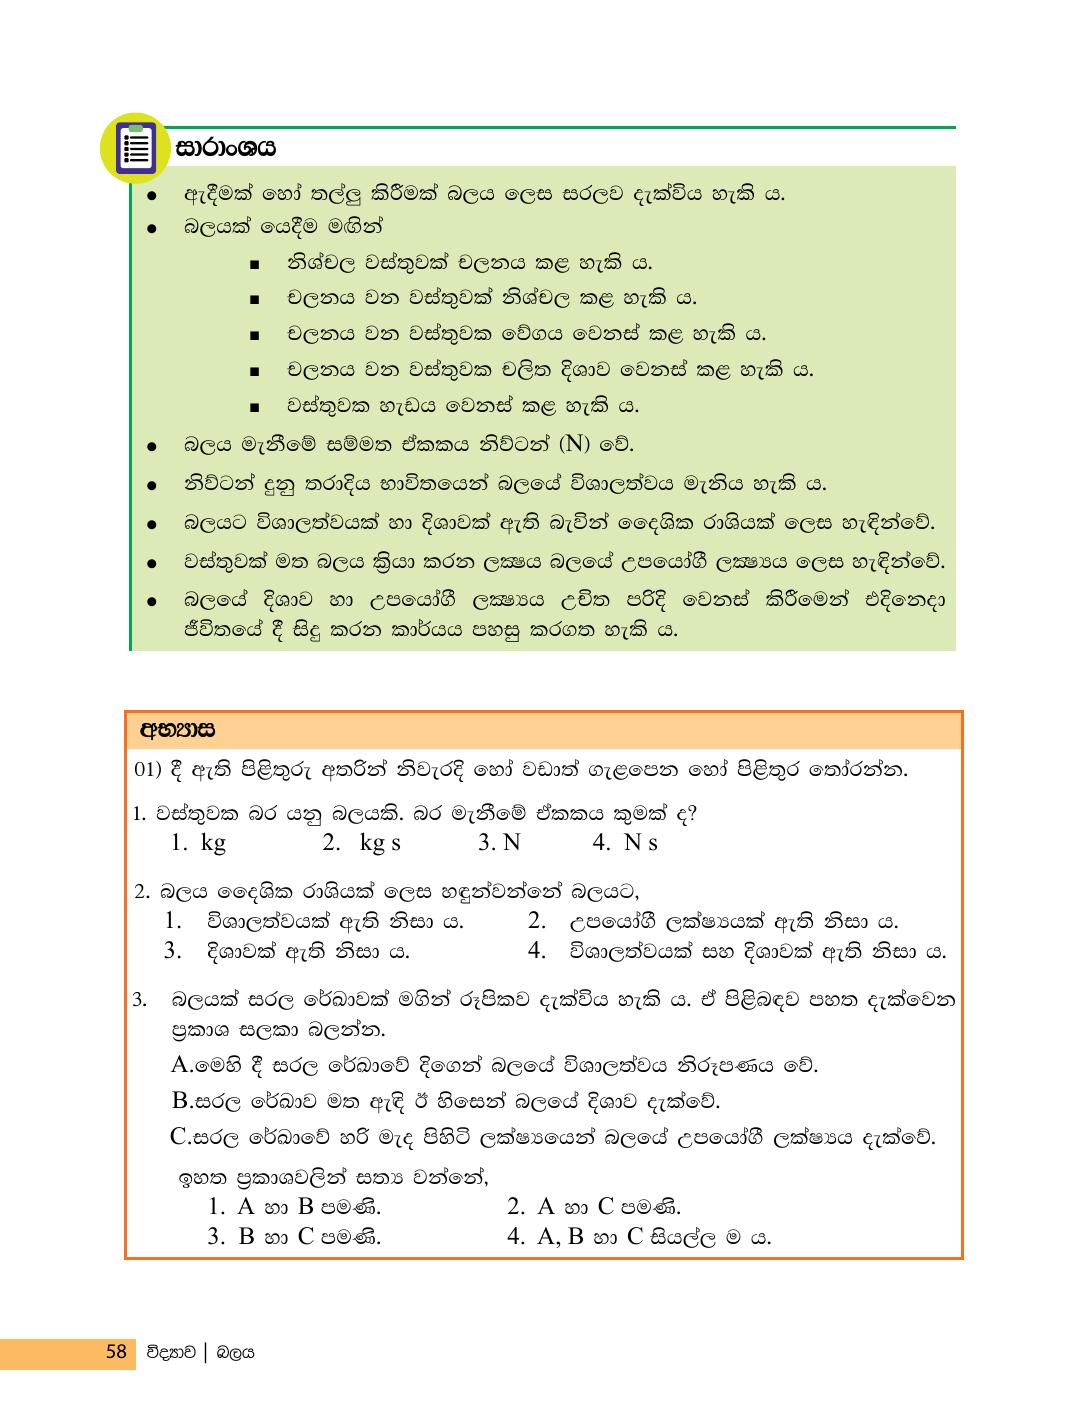 සාරාංශය
● ඇදීමක් හෝ තල්ලු කිරීමක් බලය ලෙස සරලව දැක්විය හැකි ය.
● බලයක් යෙදීම මඟින්
■ නිශ්චල වස්තුවක් චලනය කළ හැකි ය.
■ චලනය වන වස්තුවක් නිශ්චල කළ හැකි ය.
■ චලනය වන වස්තුවක වේගය වෙනස් කළ හැකි ය.
■ චලනය වන වස්තුවක චලිත දිශාව වෙනස් කළ හැකි ය.
■ වස්තුවක හැඩය වෙනස් කළ හැකි ය.
● බලය මැනීමේ සම්මත ඒකකය නිව්ටන් (N) වේ.
● නිව්ටන් දුනු තරාදිය භාවිතයෙන් බලයේ විශාලත්වය මැනිය හැකි ය.
● බලයට විශාලත්වයක් හා දිශාවක් ඇති බැවින් දෛශික රාශියක් ලෙස හැඳින්වේ.
● වස්තුවක් මත බලය ක්‍රියා කරන ලක්‍ෂය බලයේ උපයෝගී ලක්‍ෂ්‍යය ලෙස හැඳින්වේ.
● බලයේ දිශාව හා උපයෝගී ලක්‍ෂ්‍යය උචිත පරිදි වෙනස් කිරීමෙන් එදිනෙදා
ජීවිතයේ දී සිදු කරන කාර්යය පහසු කරගත හැකි ය.
අභ්‍යාස
01) දී ඇති පිළිතුරු අතරින් නිවැරදි හෝ වඩාත් ගැළපෙන හෝ පිළිතුර තෝරන්න.
1. වස්තුවක බර යනු බලයකි. බර මැනීමේ ඒකකය කුමක් ද?
1. kg 2. kg s 3. N 4. N s
2. බලය දෛශික රාශියක් ලෙස හඳුන්වන්නේ බලයට,
1. විශාලත්වයක් ඇති නිසා ය. 2. උපයෝගී ලක්ෂ්‍යයක් ඇති නිසා ය.
3. දිශාවක් ඇති නිසා ය. 4. විශාලත්වයක් සහ දිශාවක් ඇති නිසා ය.
3. බලයක් සරල රේඛාවක් මගින් රූපිකව දැක්විය හැකි ය. ඒ පිළිබඳව පහත දැක්වෙන
ප්‍රකාශ සලකා බලන්න.
A.මෙහි දී සරල රේඛාවේ දිගෙන් බලයේ විශාලත්වය නිරූපණය වේ.
B.සරල රේඛාව මත ඇඳි ඊ හිසෙන් බලයේ දිශාව දැක්වේ.
C.සරල රේඛාවේ හරි මැද පිහිටි ලක්ෂ්‍යයෙන් බලයේ උපයෝගී ලක්ෂ්‍යය දැක්වේ.
ඉහත ප්‍රකාශවලින් සත්‍ය වන්නේ,
1. A හා B පමණි. 2. A හා C පමණි.
3. B හා C පමණි. 4. A, B හා C සියල්ල ම ය.
58 විද්‍යාව | බලය